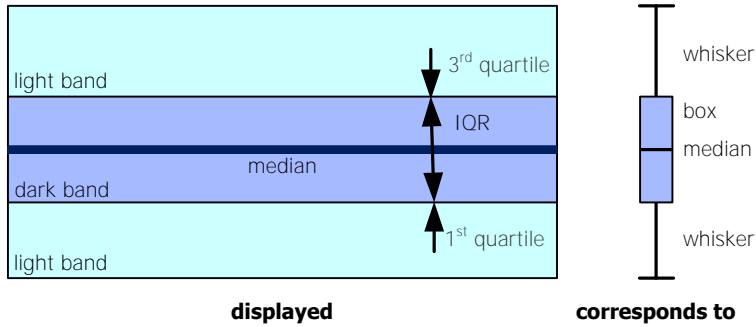 3rd quartile
whisker
light band
box
IQR
median
median
dark band
1st quartile
whisker
light band
displayed
corresponds to